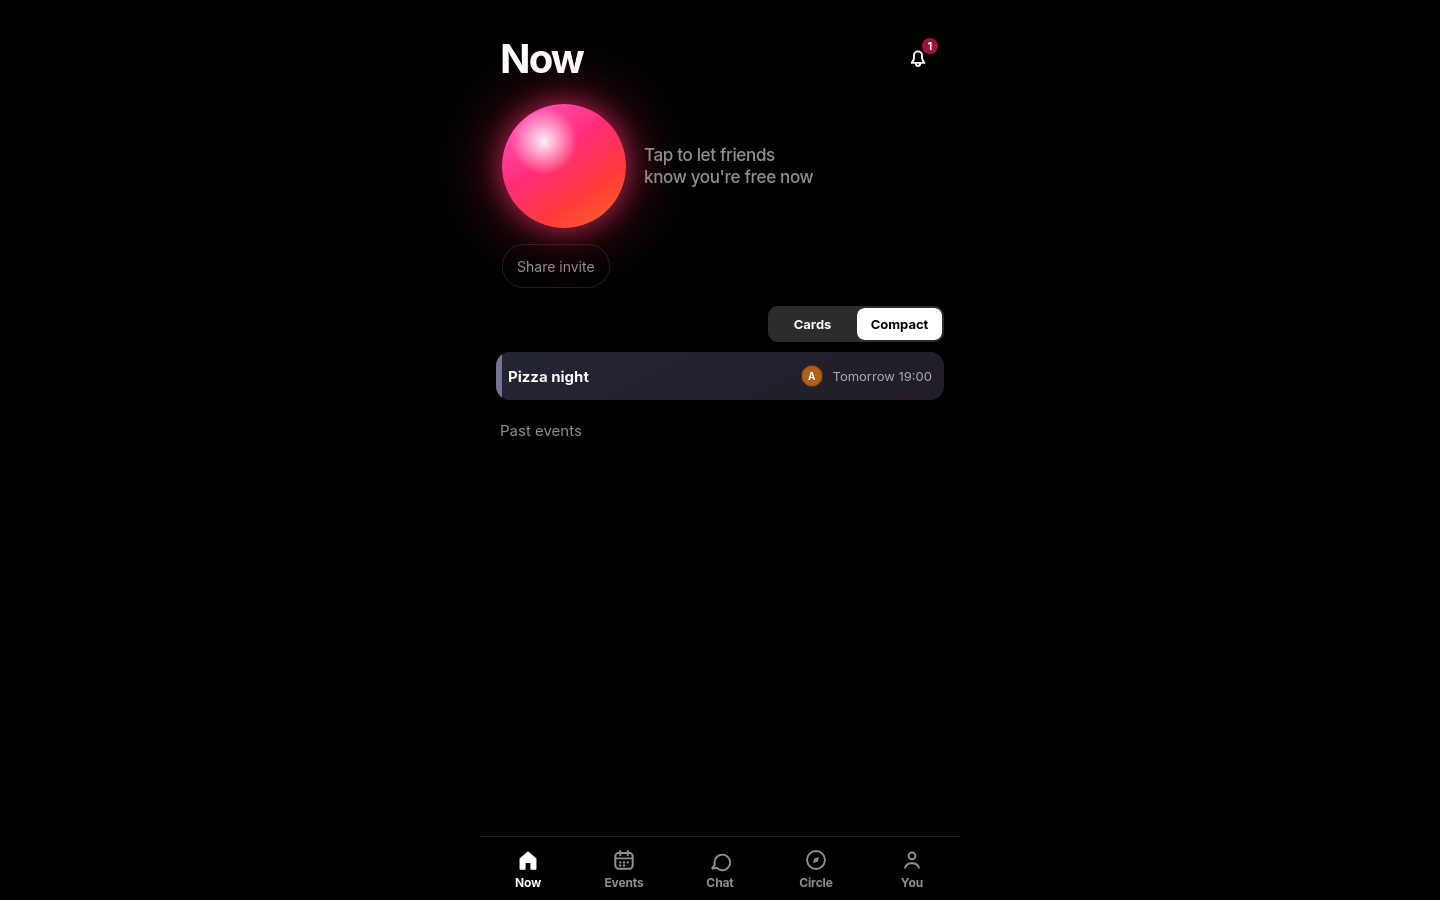 Now
1
Tap to let friends
know you're free now
Share invite
Cards Compact
Pizza night A Tomorrow 19:00
Past events
Now Events Chat Circle You